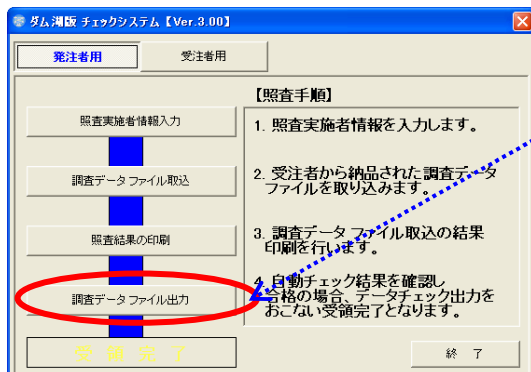 ダム湖版 チェックシステム【Ver.3.00】
発注者用
受注者用
【照査手順】
照査実施者情報入力
1. 照査実施者情報を入力します。
調査データファイル取込
2. 受注者から納品された調査データ
ファイルを取り込みます。
照査結果の印刷
3. 調査データファイル取込の結果
印刷を行います。
調査データファイル出力
4. 自動チェック結果を確認し
合格の場合、データチェック出力を
おこない受領完了となります。
受領完了
終了